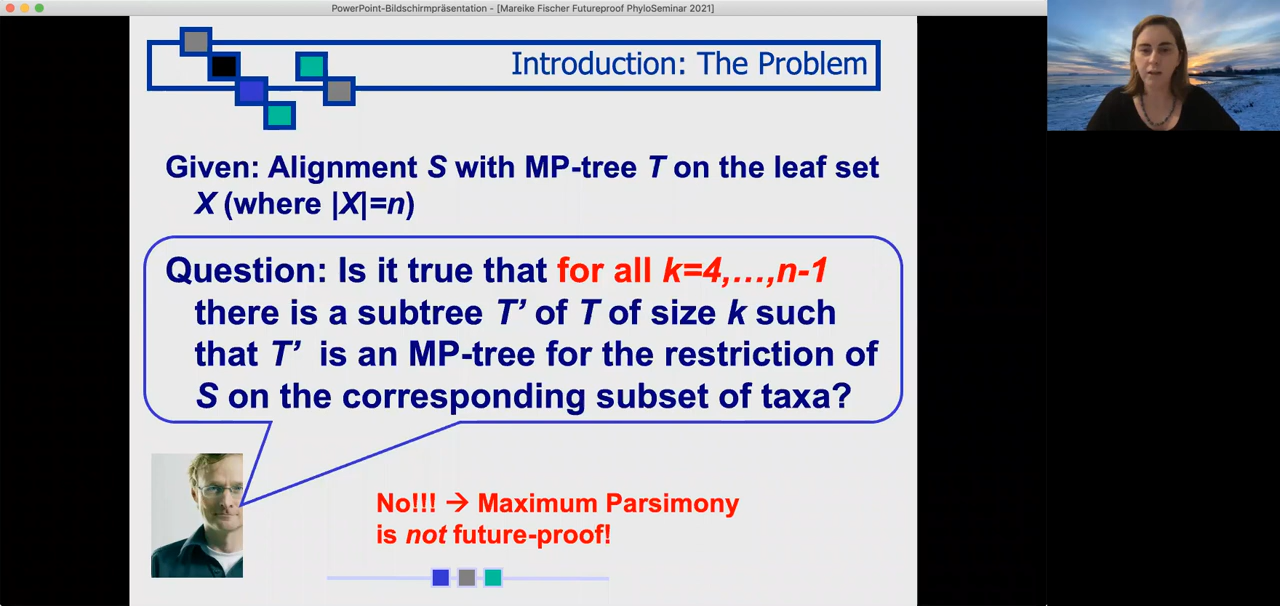 PowerPoint-Bildschirmpräsentation - [Mareike Fischer Futureproof PhyloSeminar 2021]
Introduction: The Problem
Given: Alignment S with MP-tree T on the leaf set
X (where |X|=n)
Question: Is it true that for all k=4,…,n-1
there is a subtree T’ of T of size k such
that T’ is an MP-tree for the restriction of
S on the corresponding subset of taxa?
No!!! → Maximum Parsimony
is not future-proof!